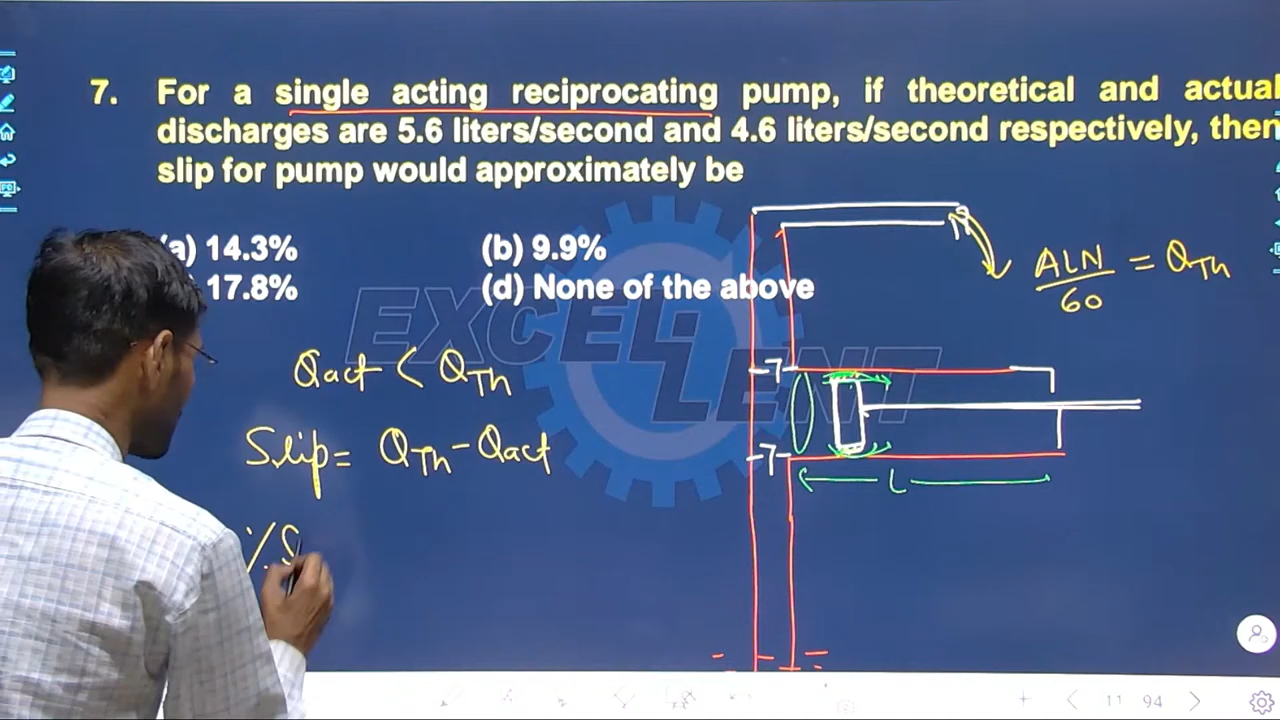 7. For a single acting reciprocating pump, if theoretical and actual
discharges are 5.6 liters/second and 4.6 liters/second respectively, then
slip for pump would approximately be
a) 14.3% (b) 9.9%
17.8% (d) None of the above
ALN/60 = QTh
Qact < QTh
Slip = QTh - Qact
% S
L
EXCELLENT
11 94